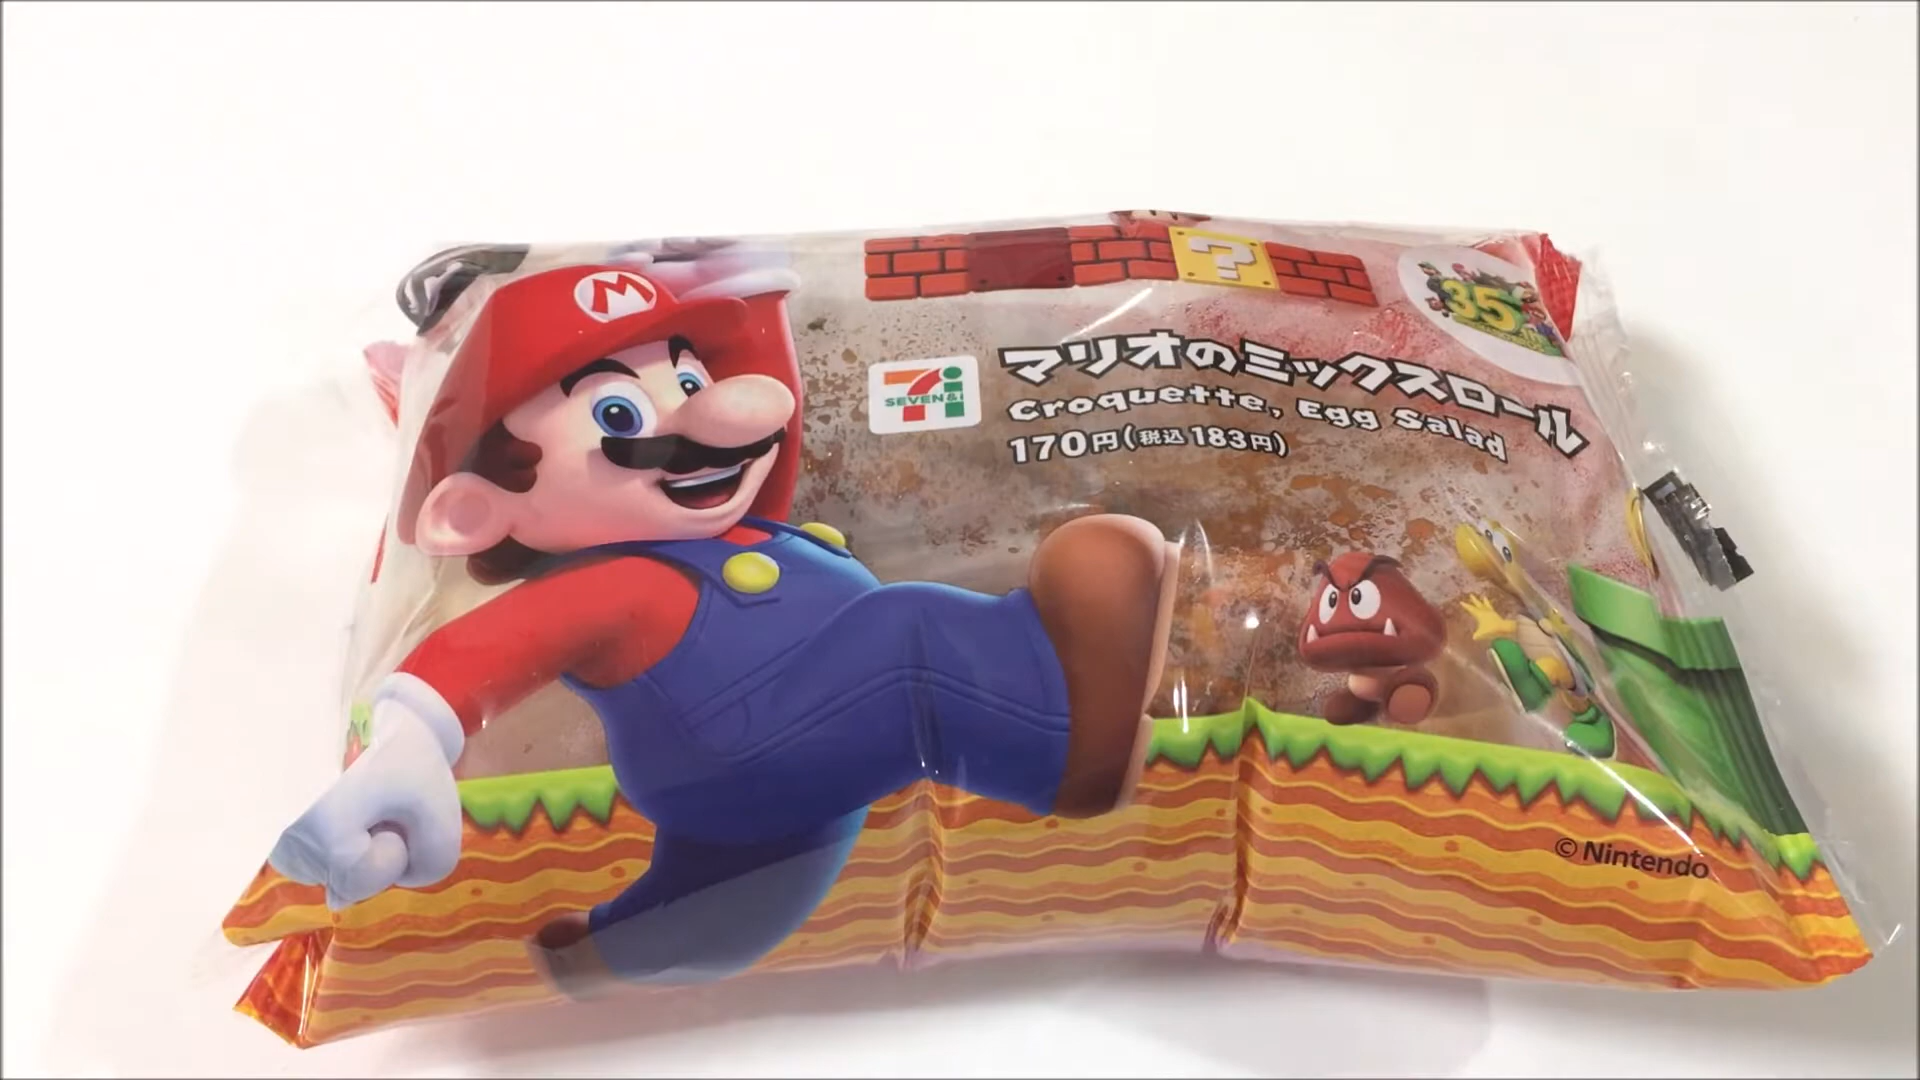 M
?
35
SEVEN&i
マリオのミックスロール
Croquette, Egg Salad
170円(税込183円)
© Nintendo